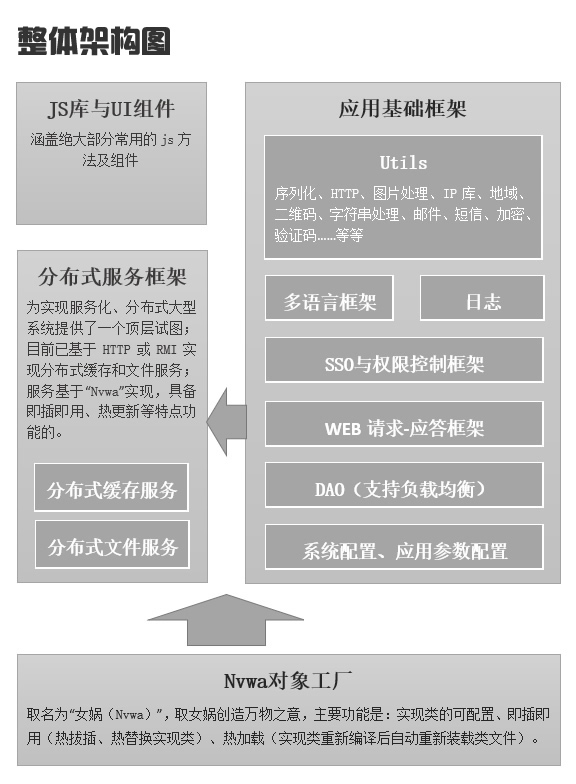 整体架构图
JS库与UI组件
涵盖绝大部分常用的 js 方
法及组件
分布式服务框架
为实现服务化、分布式大型
系统提供了一个顶层试图；
目前已基于 HTTP 或 RMI 实
现分布式缓存和文件服务；
服务基于“Nvwa”实现，具备
即插即用、热更新等特点功
能的。
分布式缓存服务
分布式文件服务
应用基础框架
Utils
序列化、HTTP、图片处理、IP 库、地域、
二维码、字符串处理、邮件、短信、加密、
验证码……等等
多语言框架
日志
SSO与权限控制框架
WEB 请求-应答框架
DAO（支持负载均衡）
系统配置、应用参数配置
Nvwa对象工厂
取名为“女娲（Nvwa）”，取女娲创造万物之意，主要功能是：实现类的可配置、即插即
用（热拔插、热替换实现类）、热加载（实现类重新编译后自动重新装载类文件）。